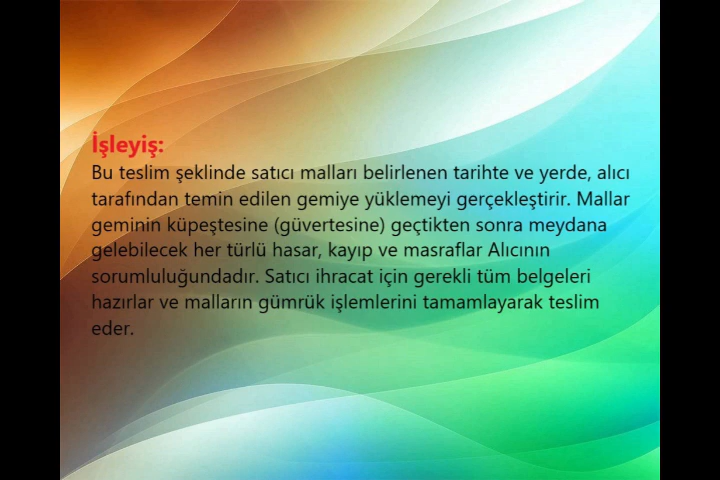 İşleyiş:
Bu teslim şeklinde satıcı malları belirlenen tarihte ve yerde, alıcı
tarafından temin edilen gemiye yüklemeyi gerçekleştirir. Mallar
geminin küpeştesine (güvertesine) geçtikten sonra meydana
gelebilecek her türlü hasar, kayıp ve masraflar Alıcının
sorumluluğundadır. Satıcı ihracat için gerekli tüm belgeleri
hazırlar ve malların gümrük işlemlerini tamamlayarak teslim
eder.